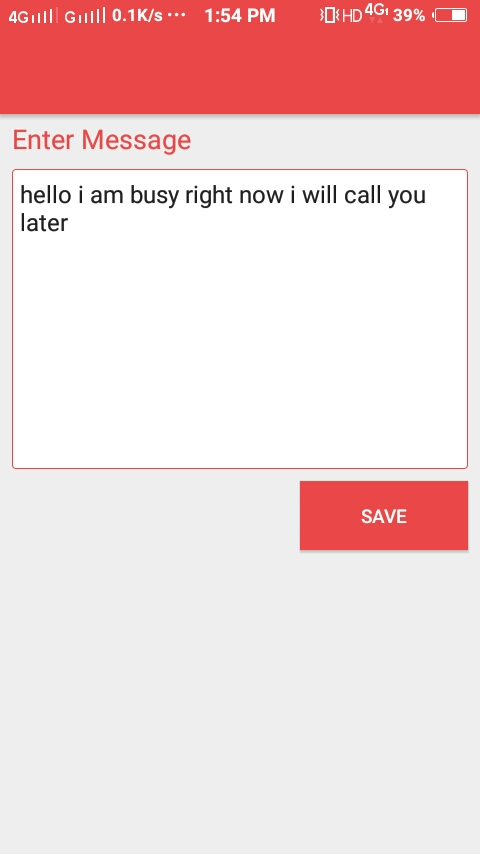 4G G 0.1K/s ... 1:54 PM HD 4G 39%
Enter Message
hello i am busy right now i will call you
later
SAVE